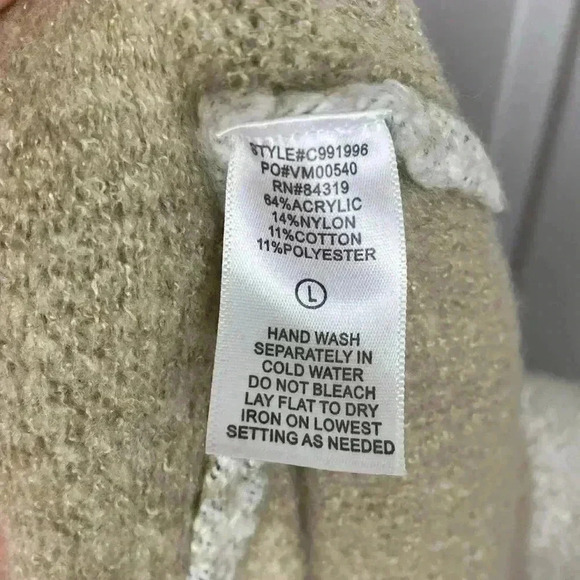 STYLE#C991996
PO#VM00540
RN#84319
64%ACRYLIC
14%NYLON
11%COTTON
11%POLYESTER
L
HAND WASH
SEPARATELY IN
COLD WATER
DO NOT BLEACH
LAY FLAT TO DRY
IRON ON LOWEST
SETTING AS NEEDED